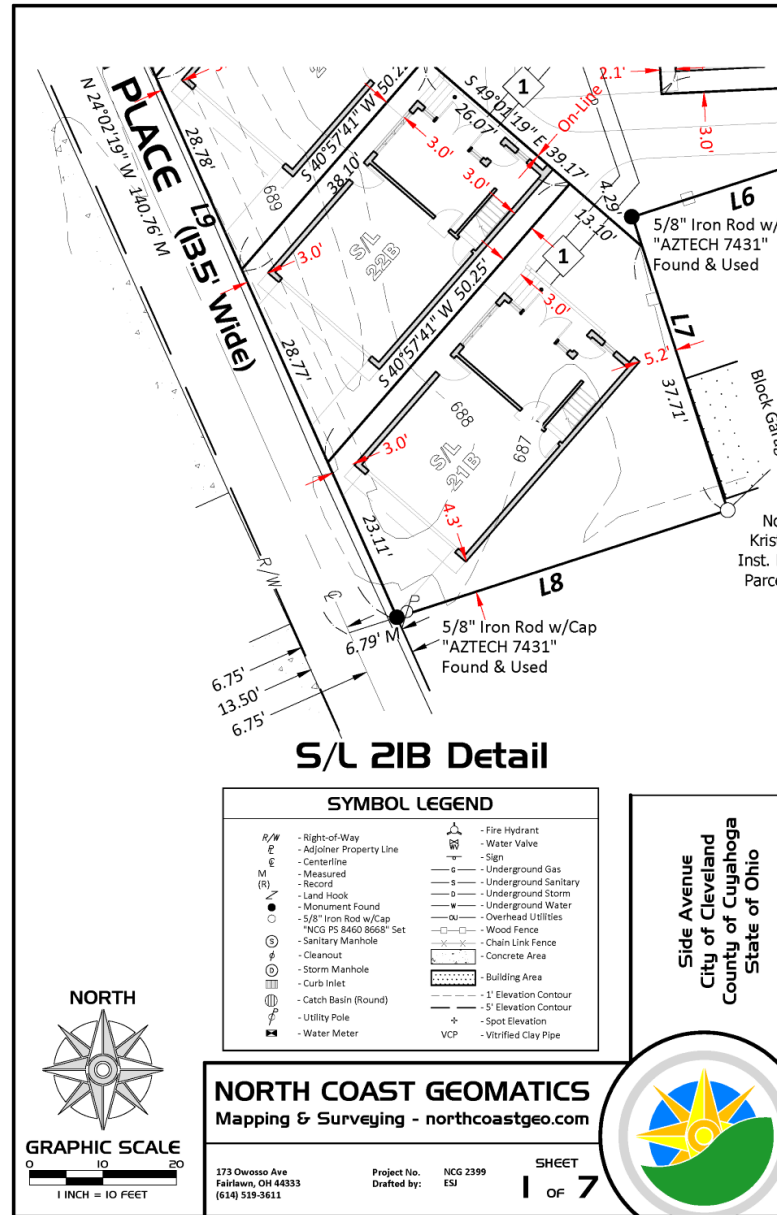 PLACE
(13.5' Wide)
N 24°02'19" W 140.76' M
L9
28.78'
28.77'
23.11'
689
S 40°57'41" W 50.25'
38.10'
3.0'
S/L
22B
3.0'
3.0'
S 49°01'19" E 39.17'
26.07'
On-Line
1
2.1'
3.0'
4.29'
13.10'
L6
5/8" Iron Rod w/
"AZTECH 7431"
Found & Used
S 40°57'41" W 50.25'
1
3.0'
5.2'
L7
37.71'
688
687
S/L
21B
3.0'
4.3'
L8
R/W
6.79' M
5/8" Iron Rod w/Cap
"AZTECH 7431"
Found & Used
6.75'
13.50'
6.75'
S/L 21B Detail
SYMBOL LEGEND
R/W - Right-of-Way
- Adjoiner Property Line
- Centerline
M - Measured
(R) - Record
- Land Hook
- Monument Found
- 5/8" Iron Rod w/Cap
"NCG PS 8460 8668" Set
S - Sanitary Manhole
- Cleanout
D - Storm Manhole
- Curb Inlet
- Catch Basin (Round)
- Utility Pole
- Water Meter
- Fire Hydrant
WV - Water Valve
- Sign
G - Underground Gas
S - Underground Sanitary
D - Underground Storm
W - Underground Water
OU - Overhead Utilities
- Wood Fence
- Chain Link Fence
- Concrete Area
- Building Area
- 1' Elevation Contour
- 5' Elevation Contour
- Spot Elevation
VCP - Vitrified Clay Pipe
Side Avenue
City of Cleveland
County of Cuyahoga
State of Ohio
NORTH
GRAPHIC SCALE
0 10 20
1 INCH = 10 FEET
NORTH COAST GEOMATICS
Mapping & Surveying - northcoastgeo.com
173 Owosso Ave
Fairlawn, OH 44333
(614) 519-3611
Project No. NCG 2399
Drafted by: ESJ
SHEET
1 OF 7